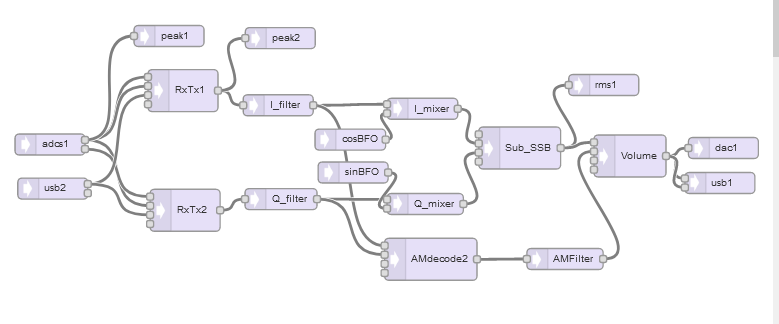 peak1
peak2
RxTx1
rms1
I_filter
I_mixer
cosBFO
adcs1
Sub_SSB
dac1
Volume
sinBFO
usb2
usb1
RxTx2
Q_filter
Q_mixer
AMdecode2
AMFilter